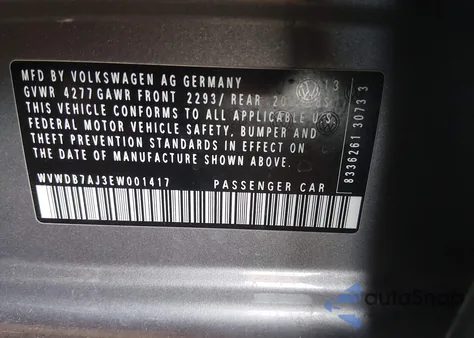 MFD BY VOLKSWAGEN AG GERMANY
GVWR 4277 GAWR FRONT 2293/ REAR
THIS VEHICLE CONFORMS TO ALL APPLICABLE U.S.
FEDERAL MOTOR VEHICLE SAFETY, BUMPER AND
THEFT PREVENTION STANDARDS IN EFFECT ON THE
DATE OF MANUFACTURE SHOWN ABOVE.
WVWDB7AJ3EW001417 PASSENGER CAR
8336261 3073 3
autoSnap